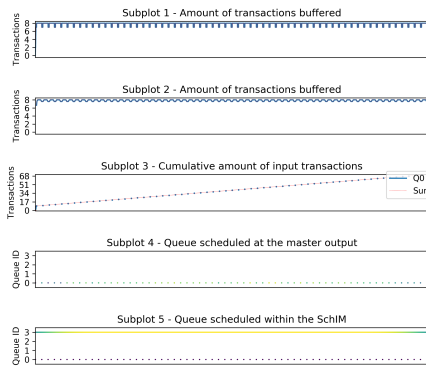 Subplot 1 - Amount of transactions buffered
Transactions
8
6
4
2
0
Subplot 2 - Amount of transactions buffered
Transactions
8
6
4
2
0
Subplot 3 - Cumulative amount of input transactions
Transactions
68
51
34
17
0
Q0
Subplot 4 - Queue scheduled at the master output
Queue ID
3
2
1
0
Subplot 5 - Queue scheduled within the SchIM
Queue ID
3
2
1
0